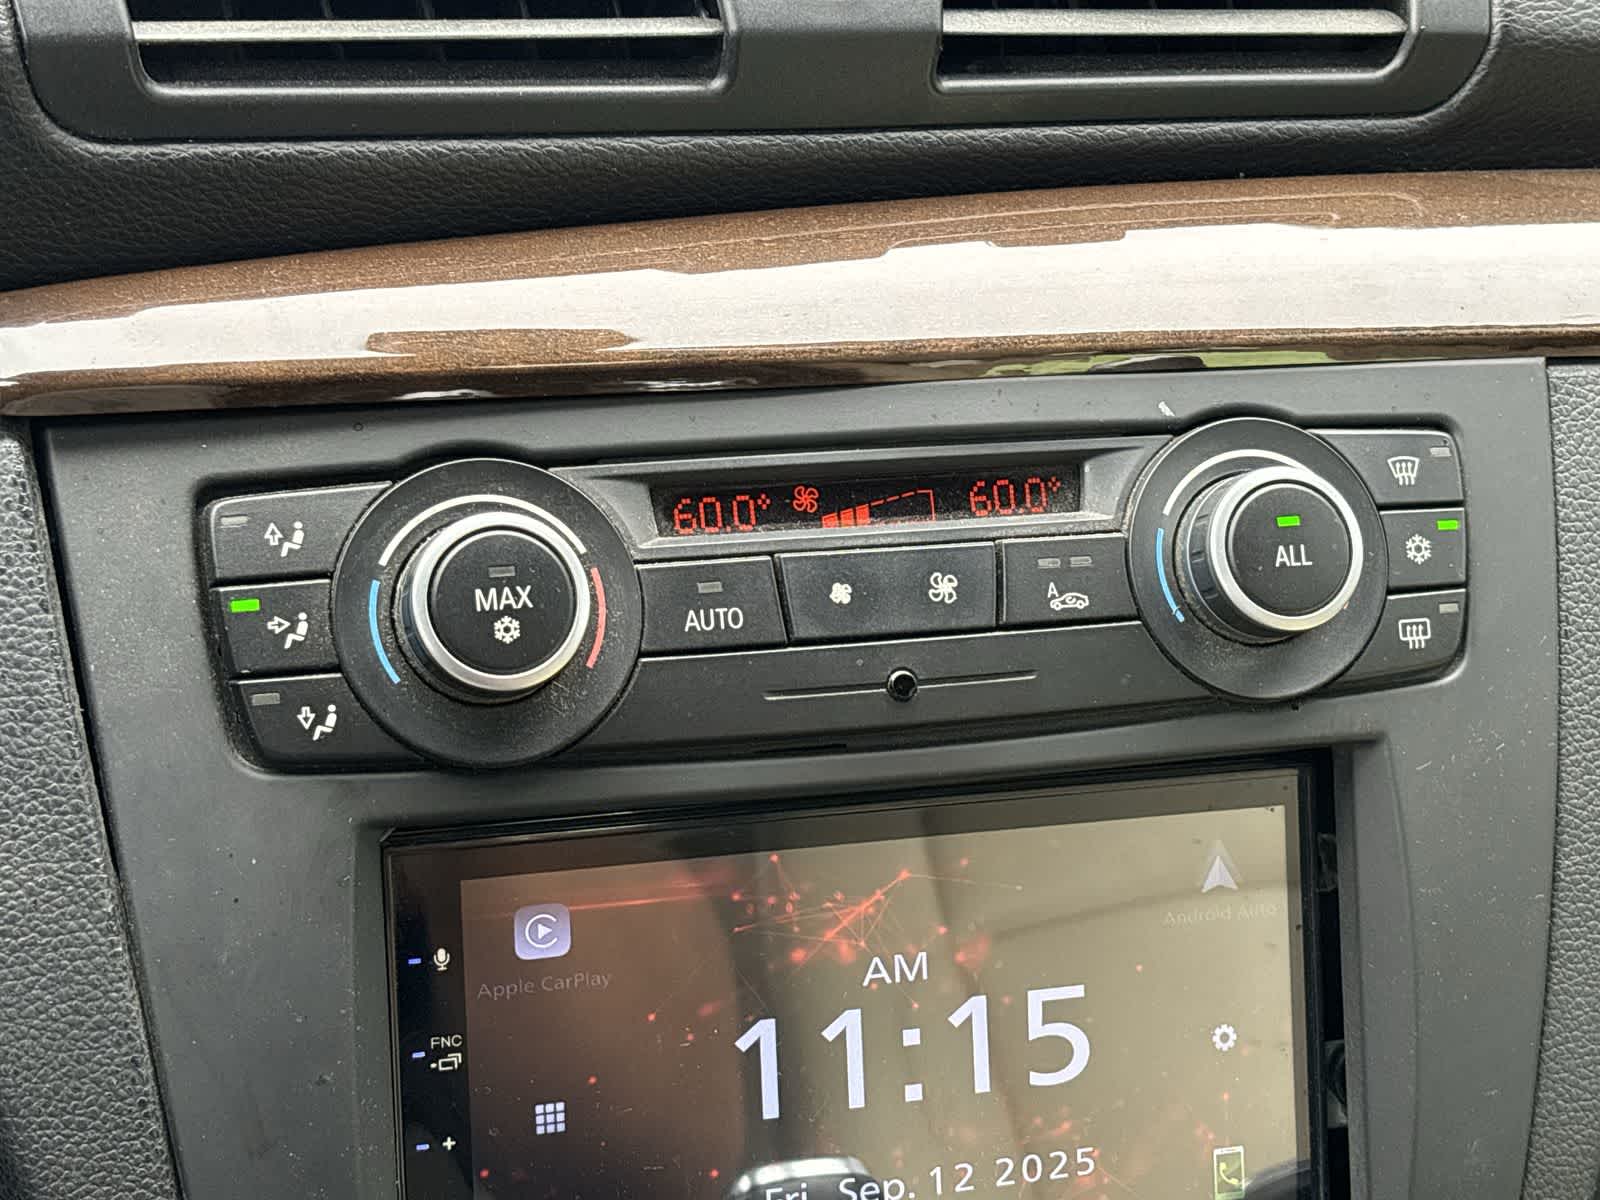 60.0° 60.0°
MAX
AUTO
A
ALL
Apple CarPlay
Android Auto
AM
11:15
FNC
+
Fri, Sep. 12 2025